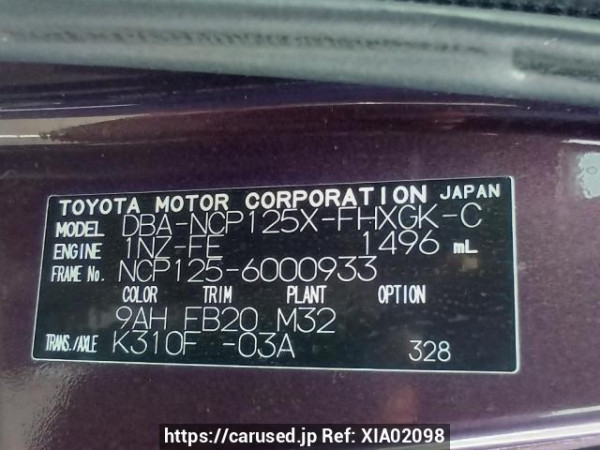 TOYOTA MOTOR CORPORATION JAPAN
MODEL DBA-NCP125X-FHXGK-C
ENGINE 1NZ-FE 1496 mL
FRAME No. NCP125-6000933
COLOR TRIM PLANT OPTION
9AH FB20 M32
TRANS./AXLE K310F -03A 328
https://carused.jp Ref: XIA02098